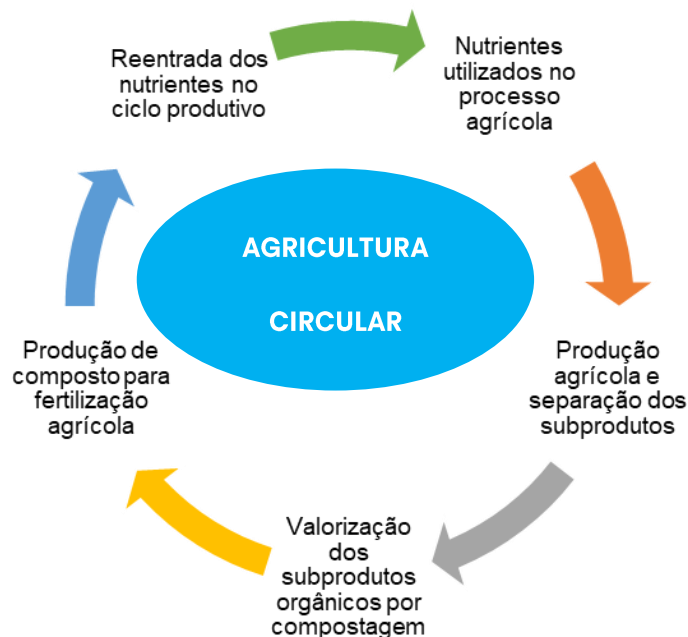 Reentrada dos
nutrientes no
ciclo produtivo
Nutrientes
utilizados no
processo
agrícola
AGRICULTURA
CIRCULAR
Produção
agrícola e
separação dos
subprodutos
Valorização
dos
subprodutos
orgânicos por
compostagem
Produção de
composto para
fertilização
agrícola